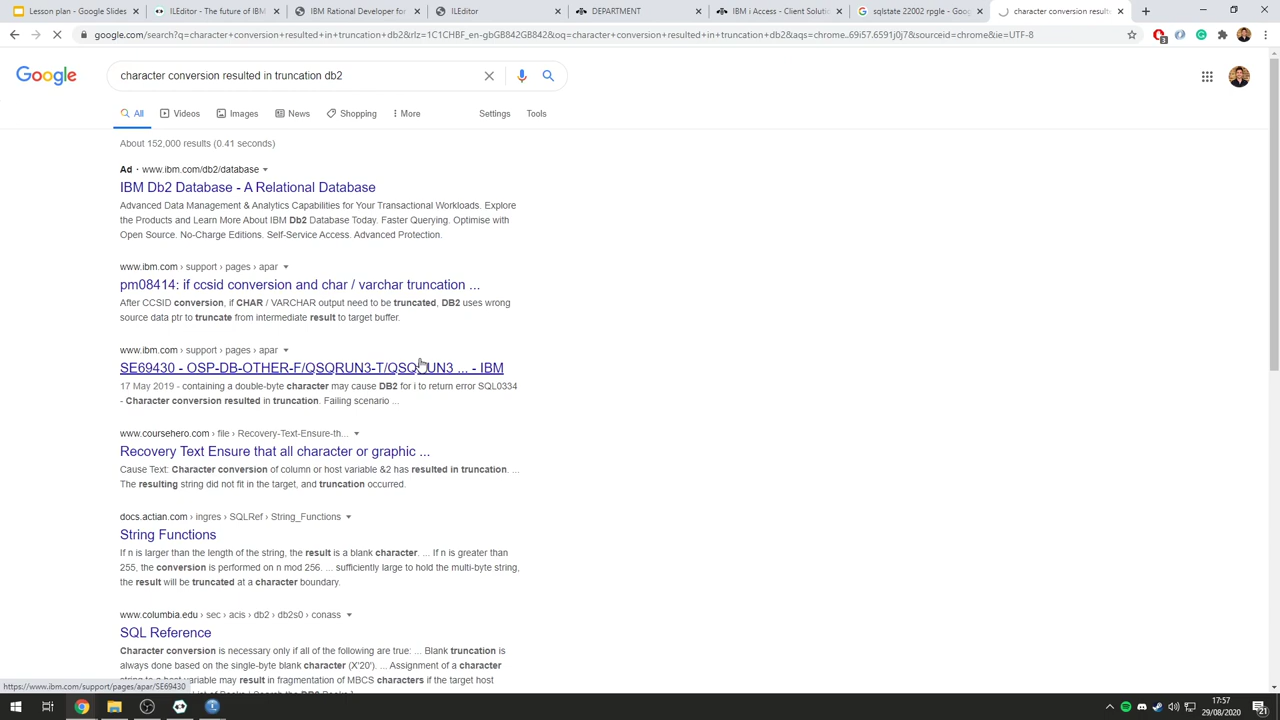 Lesson plan - Google Slides
ILEditor - The future of IBM
IBM Rational Developer for
ILEditor
DEPARTMENT
IBM i Access - Client Soluti
sqlstate 22002 rpgle - Goog
character conversion result
google.com/search?q=character+conversion+resulted+in+truncation+db2&rlz=1C1CHBF_en-gbGB842GB842&oq=character+conversion+resulted+in+truncation+db2&aqs=chrome..69i57.6591j0j7&sourceid=chrome&ie=UTF-8
3
Google
character conversion resulted in truncation db2
All Videos Images News Shopping More Settings Tools
About 152,000 results (0.41 seconds)
Ad · www.ibm.com/db2/database
IBM Db2 Database - A Relational Database
Advanced Data Management & Analytics Capabilities for Your Transactional Workloads. Explore
the Products and Learn More About IBM Db2 Database Today. Faster Querying. Optimise with
Open Source. No-Charge Editions. Self-Service Access. Advanced Protection.
www.ibm.com › support › pages › apar
pm08414: if ccsid conversion and char / varchar truncation ...
After CCSID conversion, if CHAR / VARCHAR output need to be truncated, DB2 uses wrong
source data ptr to truncate from intermediate result to target buffer.
www.ibm.com › support › pages › apar
SE69430 - OSP-DB-OTHER-F/QSQRUN3-T/QSQRUN3 ... - IBM
17 May 2019 - containing a double-byte character may cause DB2 for i to return error SQL0334
- Character conversion resulted in truncation. Failing scenario ...
www.coursehero.com › file › Recovery-Text-Ensure-th...
Recovery Text Ensure that all character or graphic ...
Cause Text: Character conversion of column or host variable &2 has resulted in truncation. ...
The resulting string did not fit in the target, and truncation occurred.
docs.actian.com › ingres › SQLRef › String_Functions
String Functions
If n is larger than the length of the string, the result is a blank character. ... If n is greater than
255, the conversion is performed on n mod 256. ... sufficiently large to hold the multi-byte string,
the result will be truncated at a character boundary.
www.columbia.edu › sec › acis › db2 › db2s0 › conass
SQL Reference
Character conversion is necessary only if all of the following are true: ... Blank truncation is
always done based on the single-byte blank character (X'20'). ... Assignment of a character
string to a host variable may result in fragmentation of MBCS characters if the target host
https://www.ibm.com/support/pages/apar/SE69430
17:57
29/08/2020
21